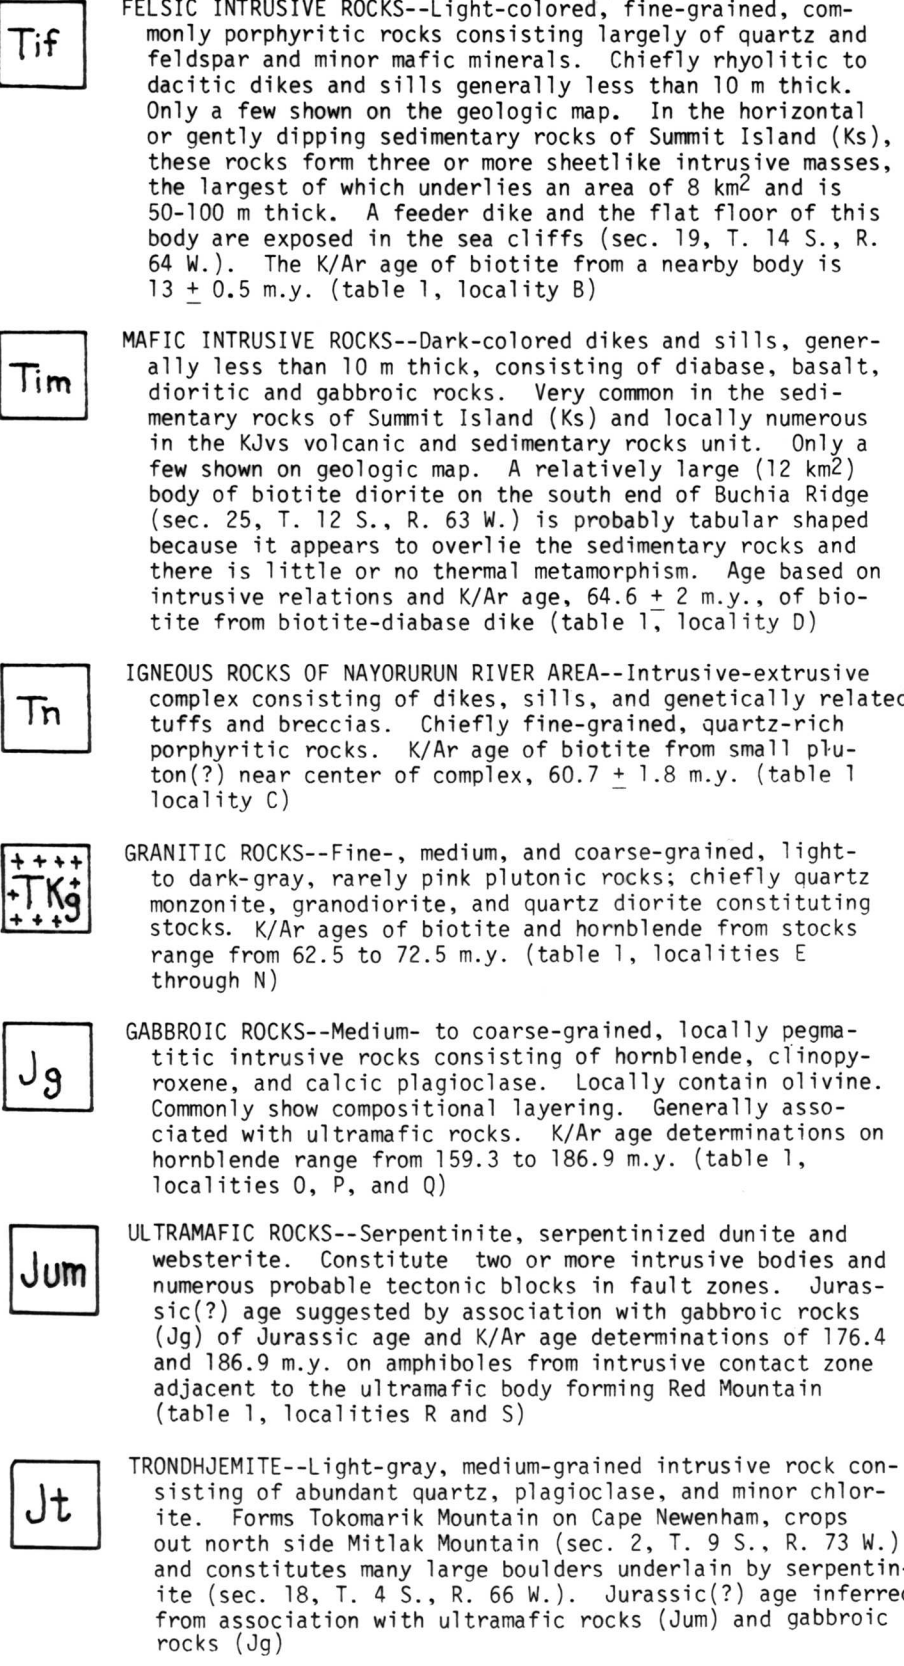 Tif
FELSIC INTRUSIVE ROCKS--Light-colored, fine-grained, com-
monly porphyritic rocks consisting largely of quartz and
feldspar and minor mafic minerals. Chiefly rhyolitic to
dacitic dikes and sills generally less than 10 m thick.
Only a few shown on the geologic map. In the horizontal
or gently dipping sedimentary rocks of Summit Island (Ks),
these rocks form three or more sheetlike intrusive masses,
the largest of which underlies an area of 8 km2 and is
50-100 m thick. A feeder dike and the flat floor of this
body are exposed in the sea cliffs (sec. 19, T. 14 S., R.
64 W.). The K/Ar age of biotite from a nearby body is
13 ± 0.5 m.y. (table 1, locality B)
Tim
MAFIC INTRUSIVE ROCKS--Dark-colored dikes and sills, gener-
ally less than 10 m thick, consisting of diabase, basalt,
dioritic and gabbroic rocks. Very common in the sedi-
mentary rocks of Summit Island (Ks) and locally numerous
in the KJvs volcanic and sedimentary rocks unit. Only a
few shown on geologic map. A relatively large (12 km2)
body of biotite diorite on the south end of Buchia Ridge
(sec. 25, T. 12 S., R. 63 W.) is probably tabular shaped
because it appears to overlie the sedimentary rocks and
there is little or no thermal metamorphism. Age based on
intrusive relations and K/Ar age, 64.6 ± 2 m.y., of bio-
tite from biotite-diabase dike (table 1, locality D)
Tn
IGNEOUS ROCKS OF NAYORURUN RIVER AREA--Intrusive-extrusive
complex consisting of dikes, sills, and genetically related
tuffs and breccias. Chiefly fine-grained, quartz-rich
porphyritic rocks. K/Ar age of biotite from small plu-
ton(?) near center of complex, 60.7 ± 1.8 m.y. (table 1
locality C)
TKg
GRANITIC ROCKS--Fine-, medium, and coarse-grained, light-
to dark-gray, rarely pink plutonic rocks; chiefly quartz
monzonite, granodiorite, and quartz diorite constituting
stocks. K/Ar ages of biotite and hornblende from stocks
range from 62.5 to 72.5 m.y. (table 1, localities E
through N)
Jg
GABBROIC ROCKS--Medium- to coarse-grained, locally pegma-
titic intrusive rocks consisting of hornblende, clinopy-
roxene, and calcic plagioclase. Locally contain olivine.
Commonly show compositional layering. Generally asso-
ciated with ultramafic rocks. K/Ar age determinations on
hornblende range from 159.3 to 186.9 m.y. (table 1,
localities O, P, and Q)
Jum
ULTRAMAFIC ROCKS--Serpentinite, serpentinized dunite and
websterite. Constitute two or more intrusive bodies and
numerous probable tectonic blocks in fault zones. Juras-
sic(?) age suggested by association with gabbroic rocks
(Jg) of Jurassic age and K/Ar age determinations of 176.4
and 186.9 m.y. on amphiboles from intrusive contact zone
adjacent to the ultramafic body forming Red Mountain
(table 1, localities R and S)
Jt
TRONDHJEMITE--Light-gray, medium-grained intrusive rock con-
sisting of abundant quartz, plagioclase, and minor chlor-
ite. Forms Tokomarik Mountain on Cape Newenham, crops
out north side Mitlak Mountain (sec. 2, T. 9 S., R. 73 W.)
and constitutes many large boulders underlain by serpentin-
ite (sec. 18, T. 4 S., R. 66 W.). Jurassic(?) age inferred
from association with ultramafic rocks (Jum) and gabbroic
rocks (Jg)